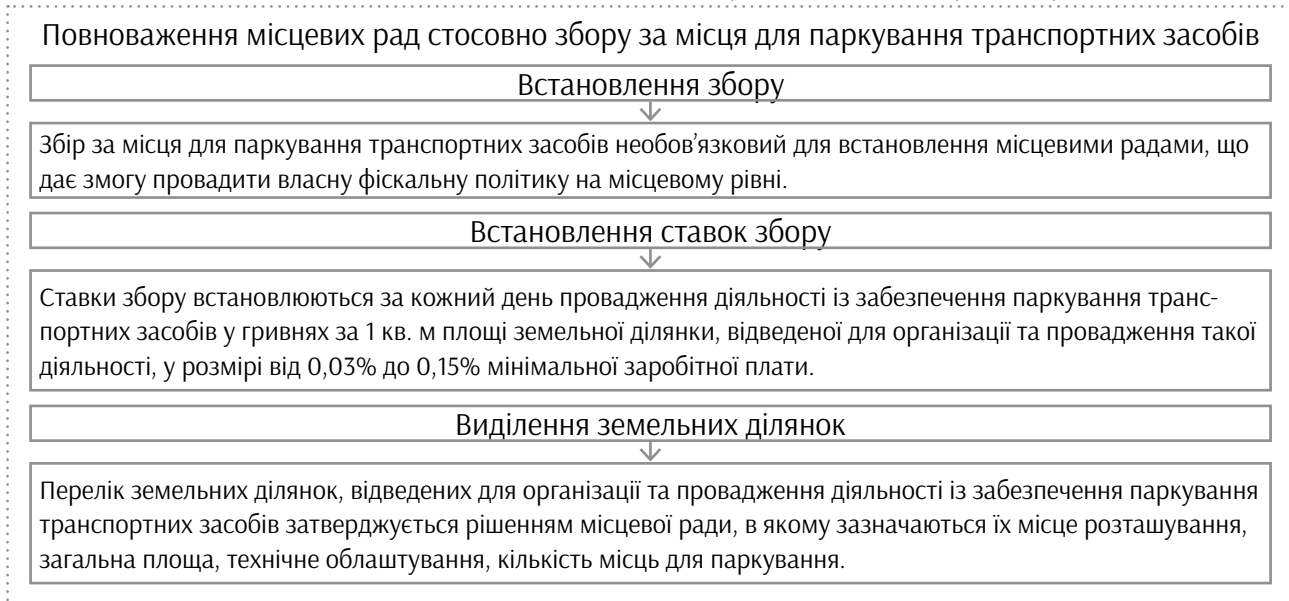 Повноваження місцевих рад стосовно збору за місця для паркування транспортних засобів
Встановлення збору
Збір за місця для паркування транспортних засобів необов’язковий для встановлення місцевими радами, що
дає змогу провадити власну фіскальну політику на місцевому рівні.
Встановлення ставок збору
Ставки збору встановлюються за кожний день провадження діяльності із забезпечення паркування транс-
портних засобів у гривнях за 1 кв. м площі земельної ділянки, відведеної для організації та провадження такої
діяльності, у розмірі від 0,03% до 0,15% мінімальної заробітної плати.
Виділення земельних ділянок
Перелік земельних ділянок, відведених для організації та провадження діяльності із забезпечення паркування
транспортних засобів затверджується рішенням місцевої ради, в якому зазначаються їх місце розташування,
загальна площа, технічне облаштування, кількість місць для паркування.